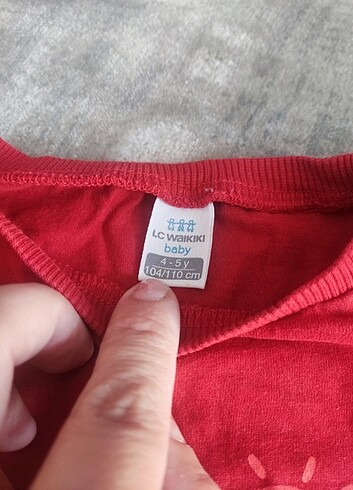 LC WAIKIKI
baby
4 - 5 y
104/110 cm